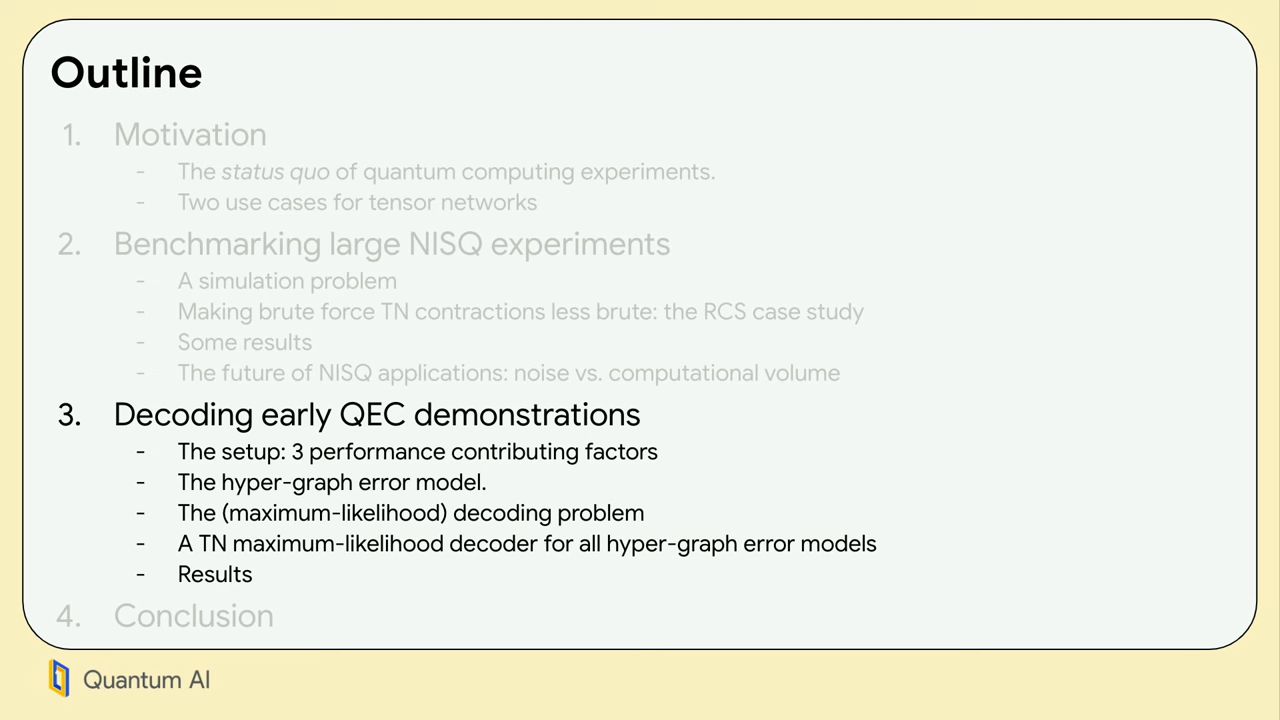 Outline
1. Motivation
- The status quo of quantum computing experiments.
- Two use cases for tensor networks
2. Benchmarking large NISQ experiments
- A simulation problem
- Making brute force TN contractions less brute: the RCS case study
- Some results
- The future of NISQ applications: noise vs. computational volume
3. Decoding early QEC demonstrations
- The setup: 3 performance contributing factors
- The hyper-graph error model.
- The (maximum-likelihood) decoding problem
- A TN maximum-likelihood decoder for all hyper-graph error models
- Results
4. Conclusion
Quantum AI